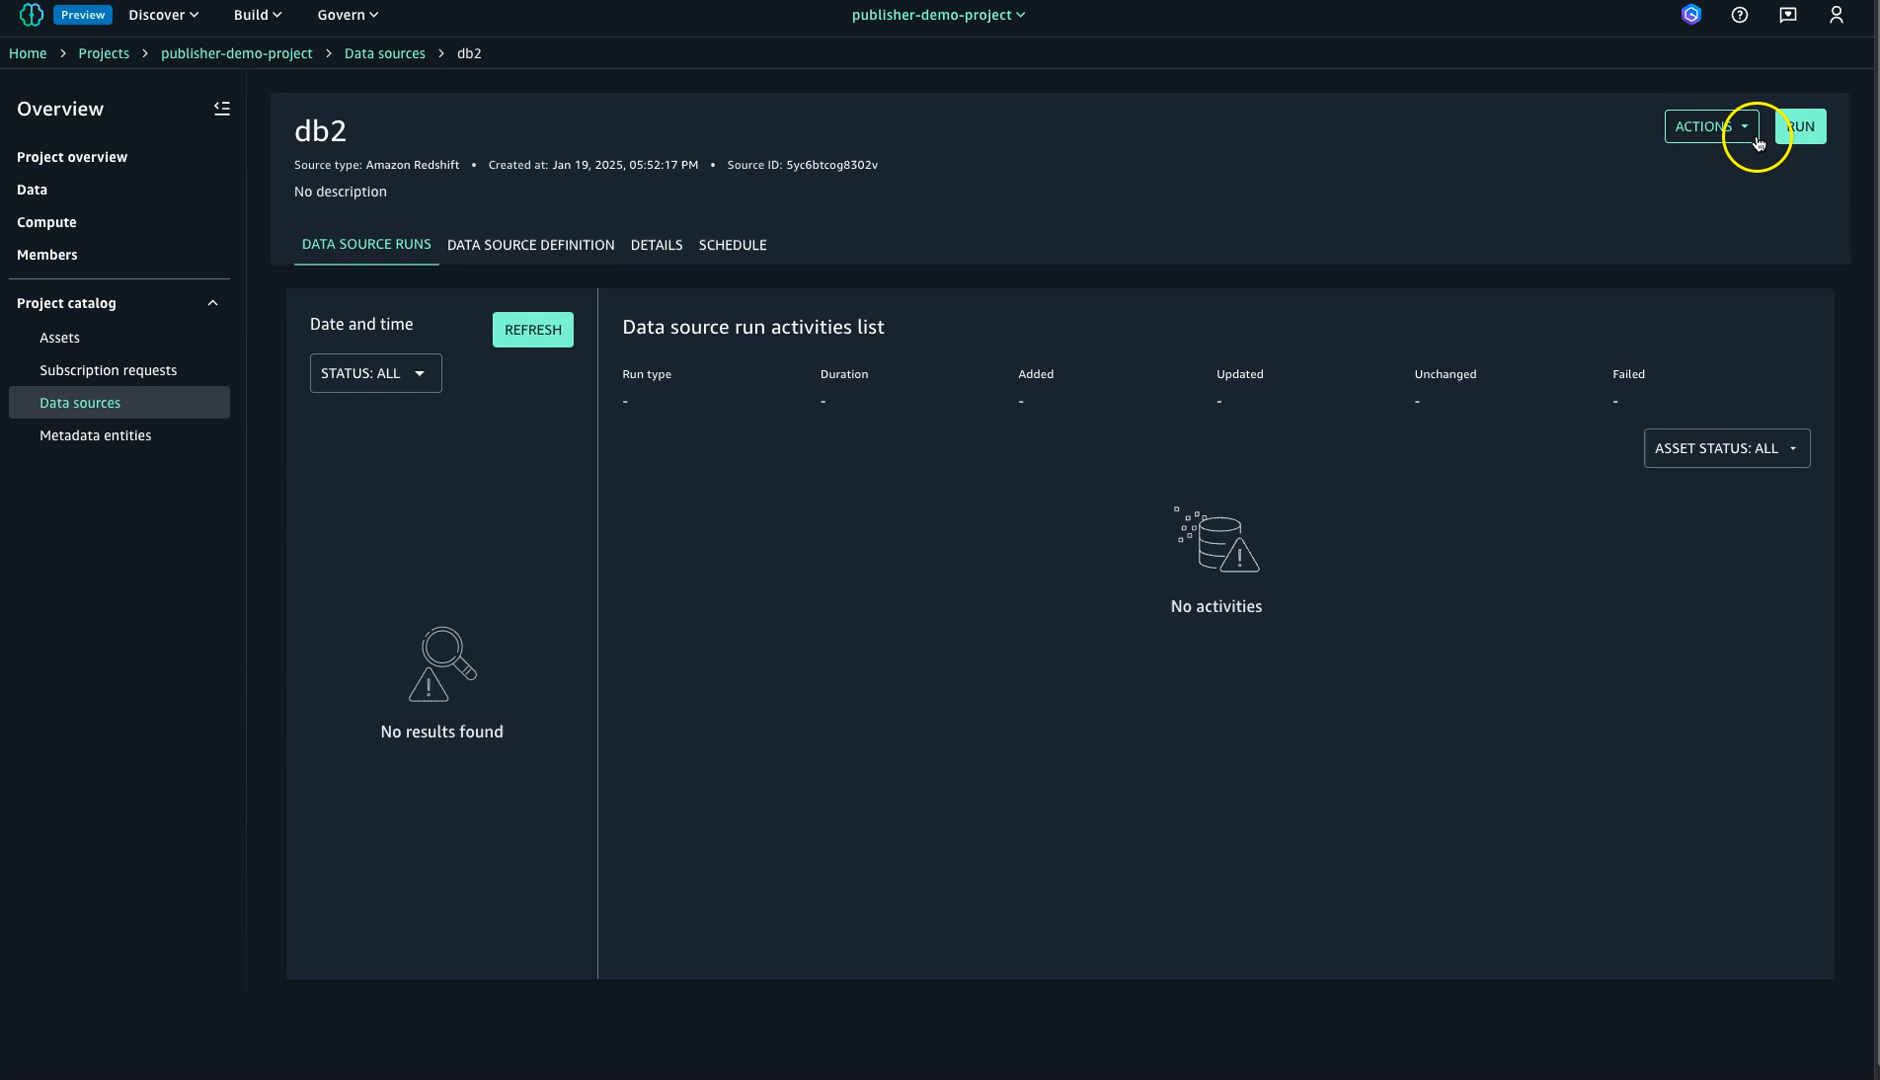 Preview Discover Build Govern publisher-demo-project
Home > Projects > publisher-demo-project > Data sources > db2
Overview
Project overview
Data
Compute
Members
Project catalog
Assets
Subscription requests
Data sources
Metadata entities
db2
ACTIONS RUN
Source type: Amazon Redshift • Created at: Jan 19, 2025, 05:52:17 PM • Source ID: 5yc6btcog8302v
No description
DATA SOURCE RUNS DATA SOURCE DEFINITION DETAILS SCHEDULE
Date and time REFRESH
STATUS: ALL
No results found
Data source run activities list
Run type Duration Added Updated Unchanged Failed
- - - - - -
ASSET STATUS: ALL
No activities